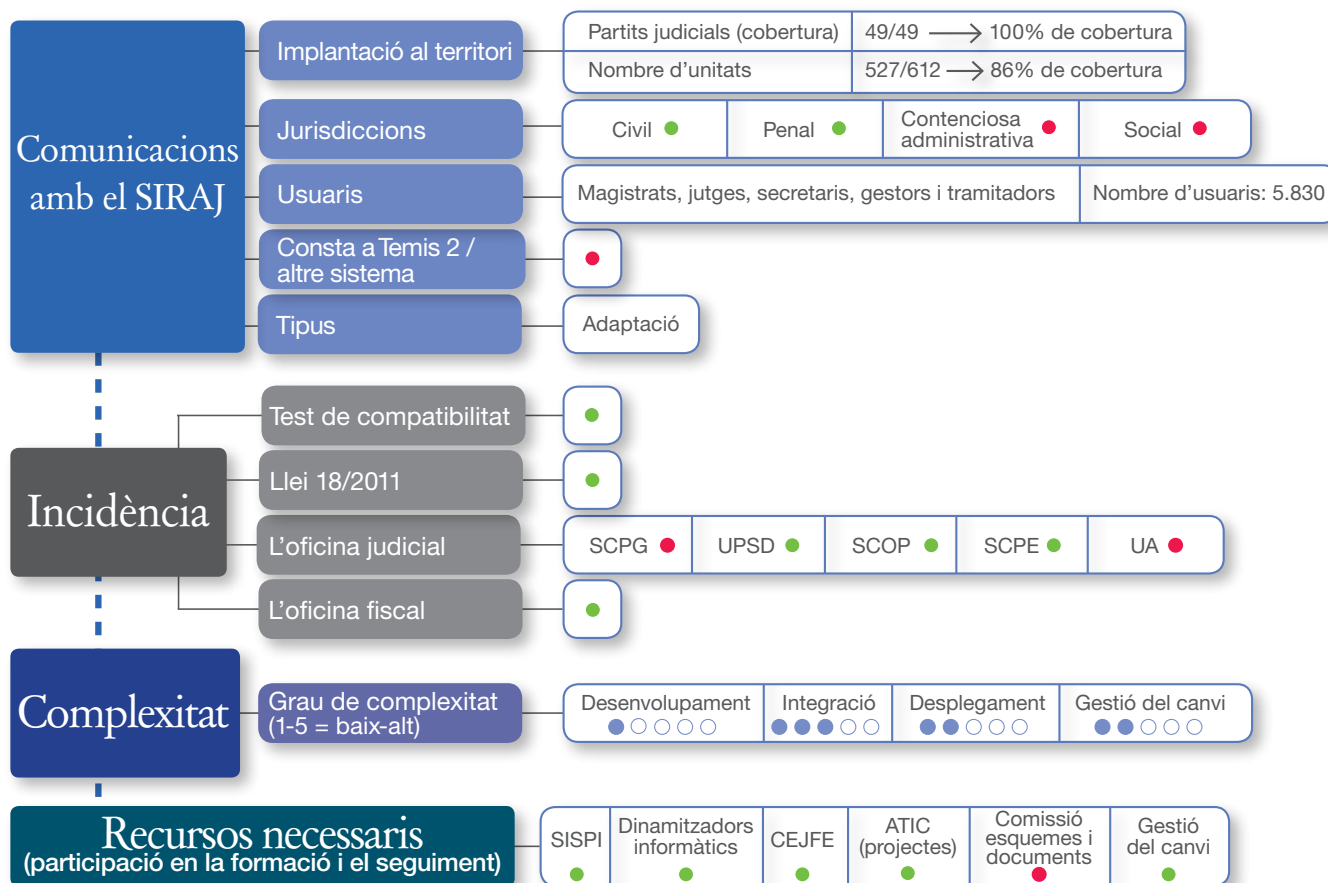 Comunicacions
amb el SIRAJ
Implantació al territori
Partits judicials (cobertura) 49/49 → 100% de cobertura
Nombre d’unitats 527/612 → 86% de cobertura
Jurisdiccions
Civil
Penal
Contenciosa
administrativa
Social
Usuaris
Magistrats, jutges, secretaris, gestors i tramitadors
Nombre d’usuaris: 5.830
Consta a Temis 2 /
altre sistema
Tipus
Adaptació
Incidència
Test de compatibilitat
Llei 18/2011
L’oficina judicial
SCPG
UPSD
SCOP
SCPE
UA
L’oficina fiscal
Complexitat
Grau de complexitat
(1-5 = baix-alt)
Desenvolupament
Integració
Desplegament
Gestió del canvi
Recursos necessaris
(participació en la formació i el seguiment)
SISPI
Dinamitzadors
informàtics
CEJFE
ATIC
(projectes)
Comissió
esquemes i
documents
Gestió
del canvi